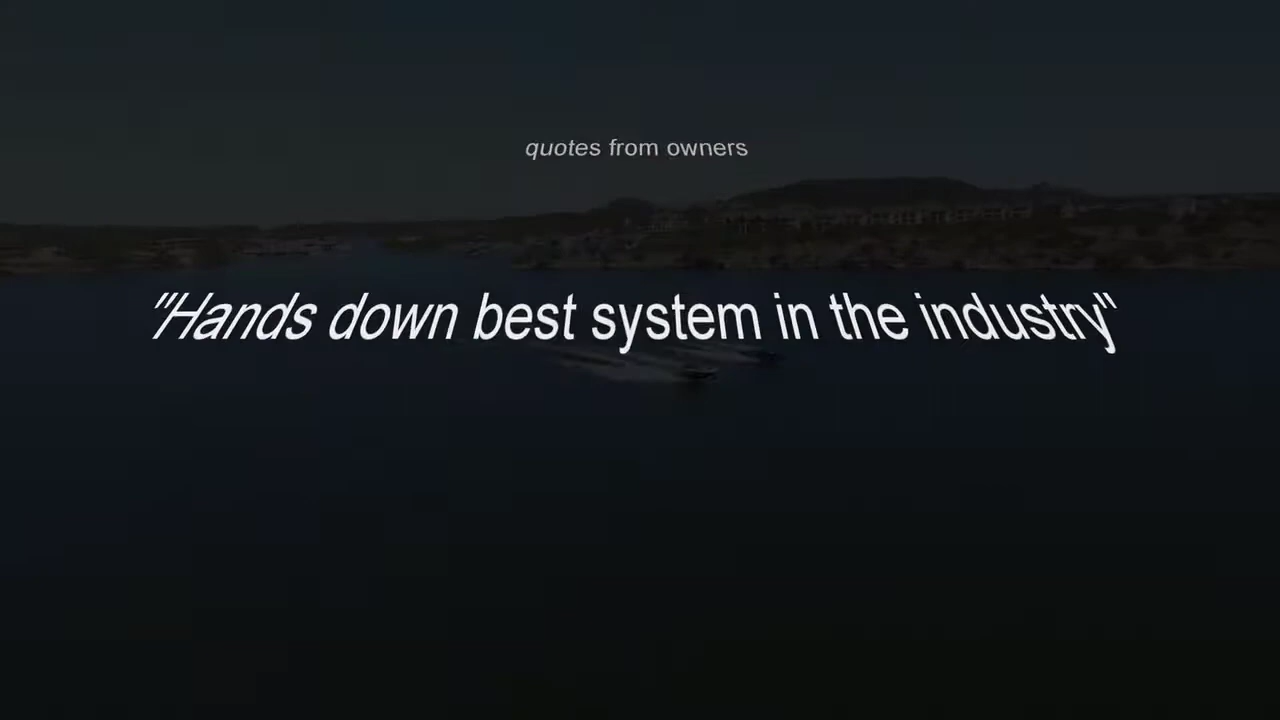 quotes from owners
"Hands down best system in the industry"